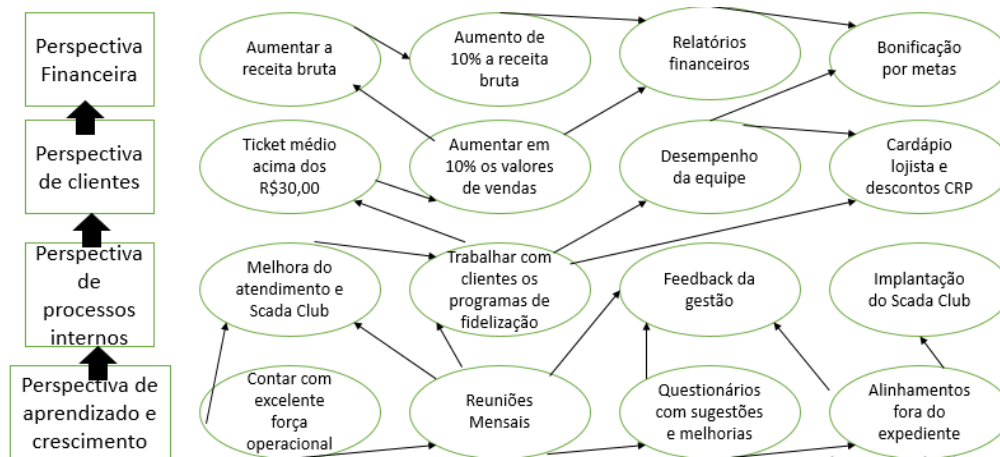 Perspectiva
Financeira
Aumentar a
receita bruta
Aumento de
10% a receita
bruta
Relatórios
financeiros
Bonificação
por metas
Perspectiva
de clientes
Ticket médio
acima dos
R$30,00
Aumentar em
10% os valores
de vendas
Desempenho
da equipe
Cardápio
lojista e
descontos CRP
Perspectiva
de
processos
internos
Melhora do
atendimento e
Scada Club
Trabalhar com
clientes os
programas de
fidelização
Feedback da
gestão
Implantação
do Scada Club
Perspectiva de
aprendizado e
crescimento
Contar com
excelente
força
operacional
Reuniões
Mensais
Questionários
com sugestões
e melhorias
Alinhamentos
fora do
expediente